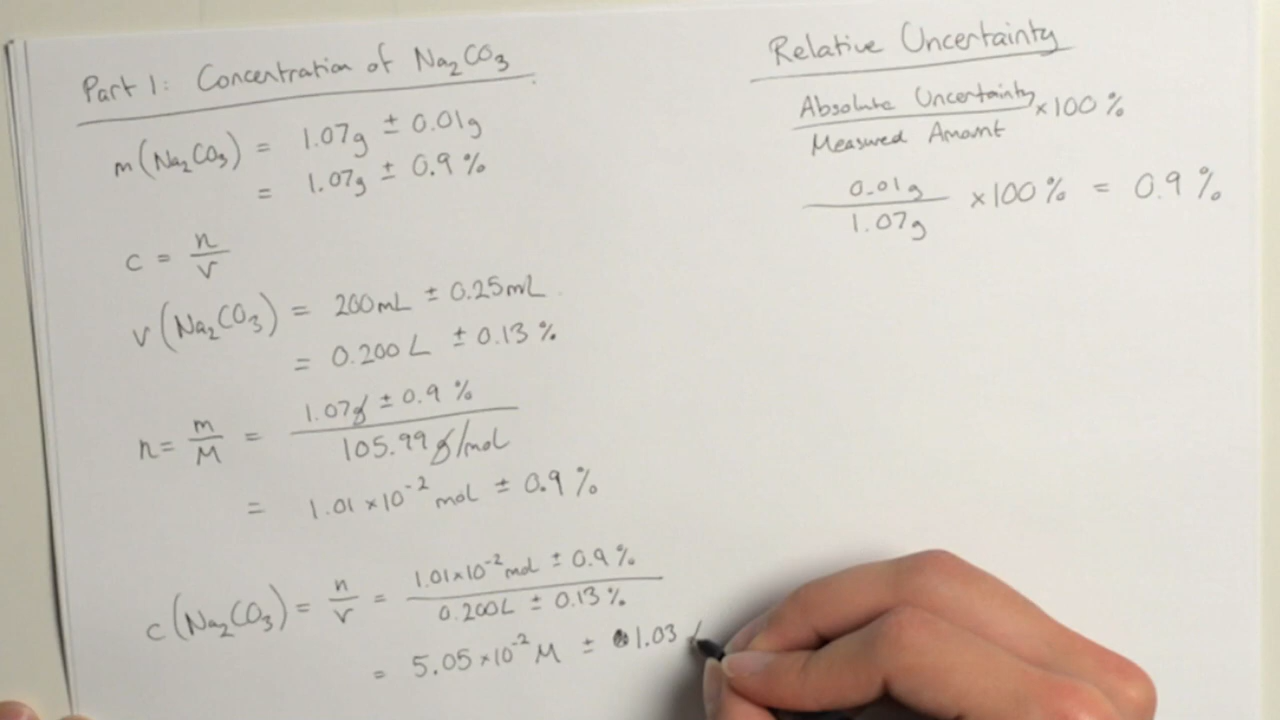 Part 1: Concentration of Na₂CO₃
m(Na₂CO₃) = 1.07g ± 0.01g
= 1.07g ± 0.9 %
c = n/v
v(Na₂CO₃) = 200mL ± 0.25mL
= 0.200 L ± 0.13 %
n = m/M = 1.07g ± 0.9 % / 105.99 g/mol
= 1.01 ×10⁻² mol ± 0.9 %
c(Na₂CO₃) = n/v = 1.01×10⁻² mol ± 0.9 % / 0.200L ± 0.13 %
= 5.05 ×10⁻² M ± 1.03
Relative Uncertainty
Absolute Uncertainty / Measured Amount ×100 %
0.01g / 1.07g ×100 % = 0.9 %